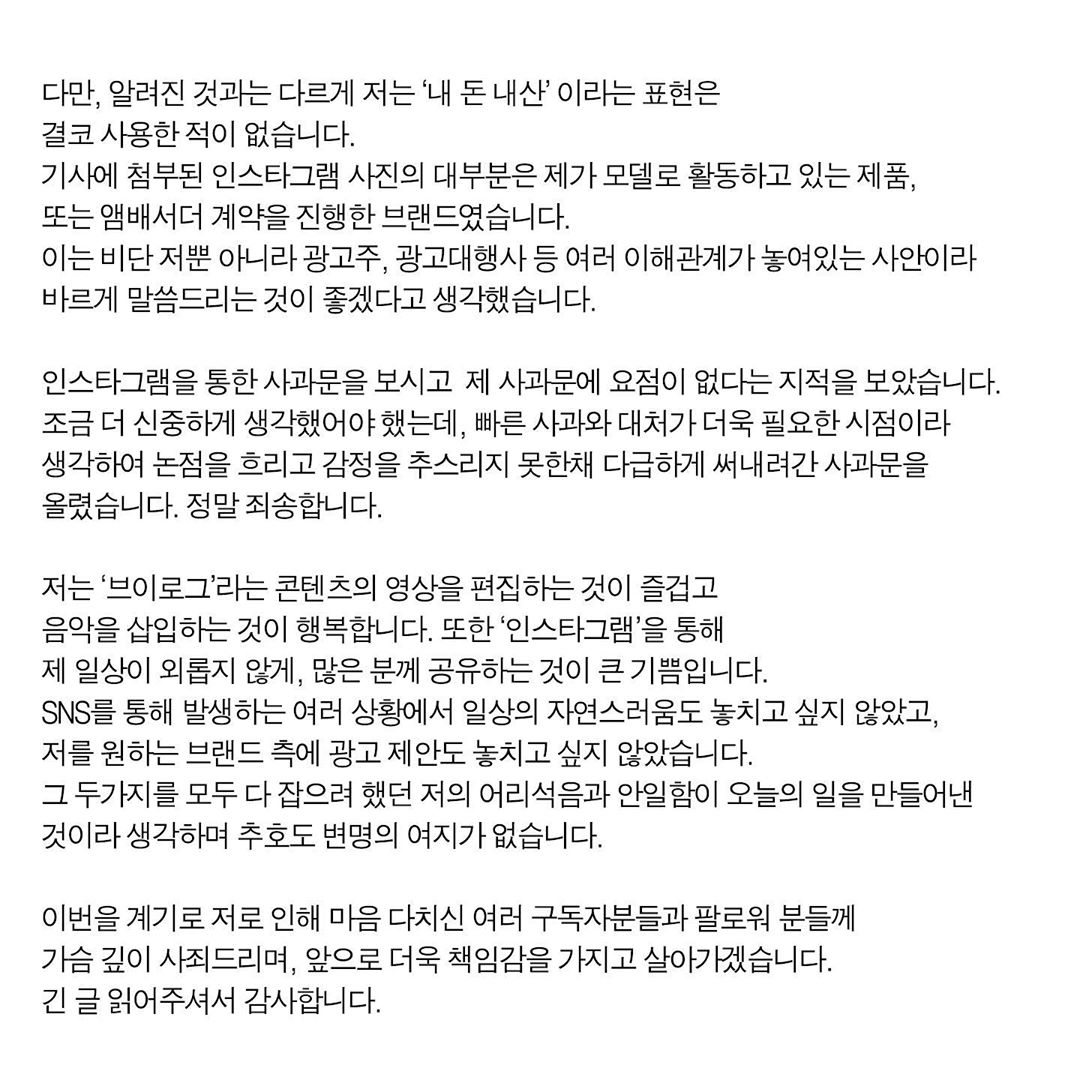 다만, 알려진 것과는 다르게 저는 ‘내 돈 내산’ 이라는 표현은
결코 사용한 적이 없습니다.
기사에 첨부된 인스타그램 사진의 대부분은 제가 모델로 활동하고 있는 제품,
또는 앰배서더 계약을 진행한 브랜드였습니다.
이는 비단 저뿐 아니라 광고주, 광고대행사 등 여러 이해관계가 놓여있는 사안이라
바르게 말씀드리는 것이 좋겠다고 생각했습니다.
인스타그램을 통한 사과문을 보시고 제 사과문에 요점이 없다는 지적을 보았습니다.
조금 더 신중하게 생각했어야 했는데, 빠른 사과와 대처가 더욱 필요한 시점이라
생각하여 논점을 흐리고 감정을 추스리지 못한채 다급하게 써내려간 사과문을
올렸습니다. 정말 죄송합니다.
저는 ‘브이로그’라는 콘텐츠의 영상을 편집하는 것이 즐겁고
음악을 삽입하는 것이 행복합니다. 또한 ‘인스타그램’을 통해
제 일상이 외롭지 않게, 많은 분께 공유하는 것이 큰 기쁨입니다.
SNS를 통해 발생하는 여러 상황에서 일상의 자연스러움도 놓치고 싶지 않았고,
저를 원하는 브랜드 측에 광고 제안도 놓치고 싶지 않았습니다.
그 두가지를 모두 다 잡으려 했던 저의 어리석음과 안일함이 오늘의 일을 만들어낸
것이라 생각하며 추호도 변명의 여지가 없습니다.
이번을 계기로 저로 인해 마음 다치신 여러 구독자분들과 팔로워 분들께
가슴 깊이 사죄드리며, 앞으로 더욱 책임감을 가지고 살아가겠습니다.
긴 글 읽어주셔서 감사합니다.